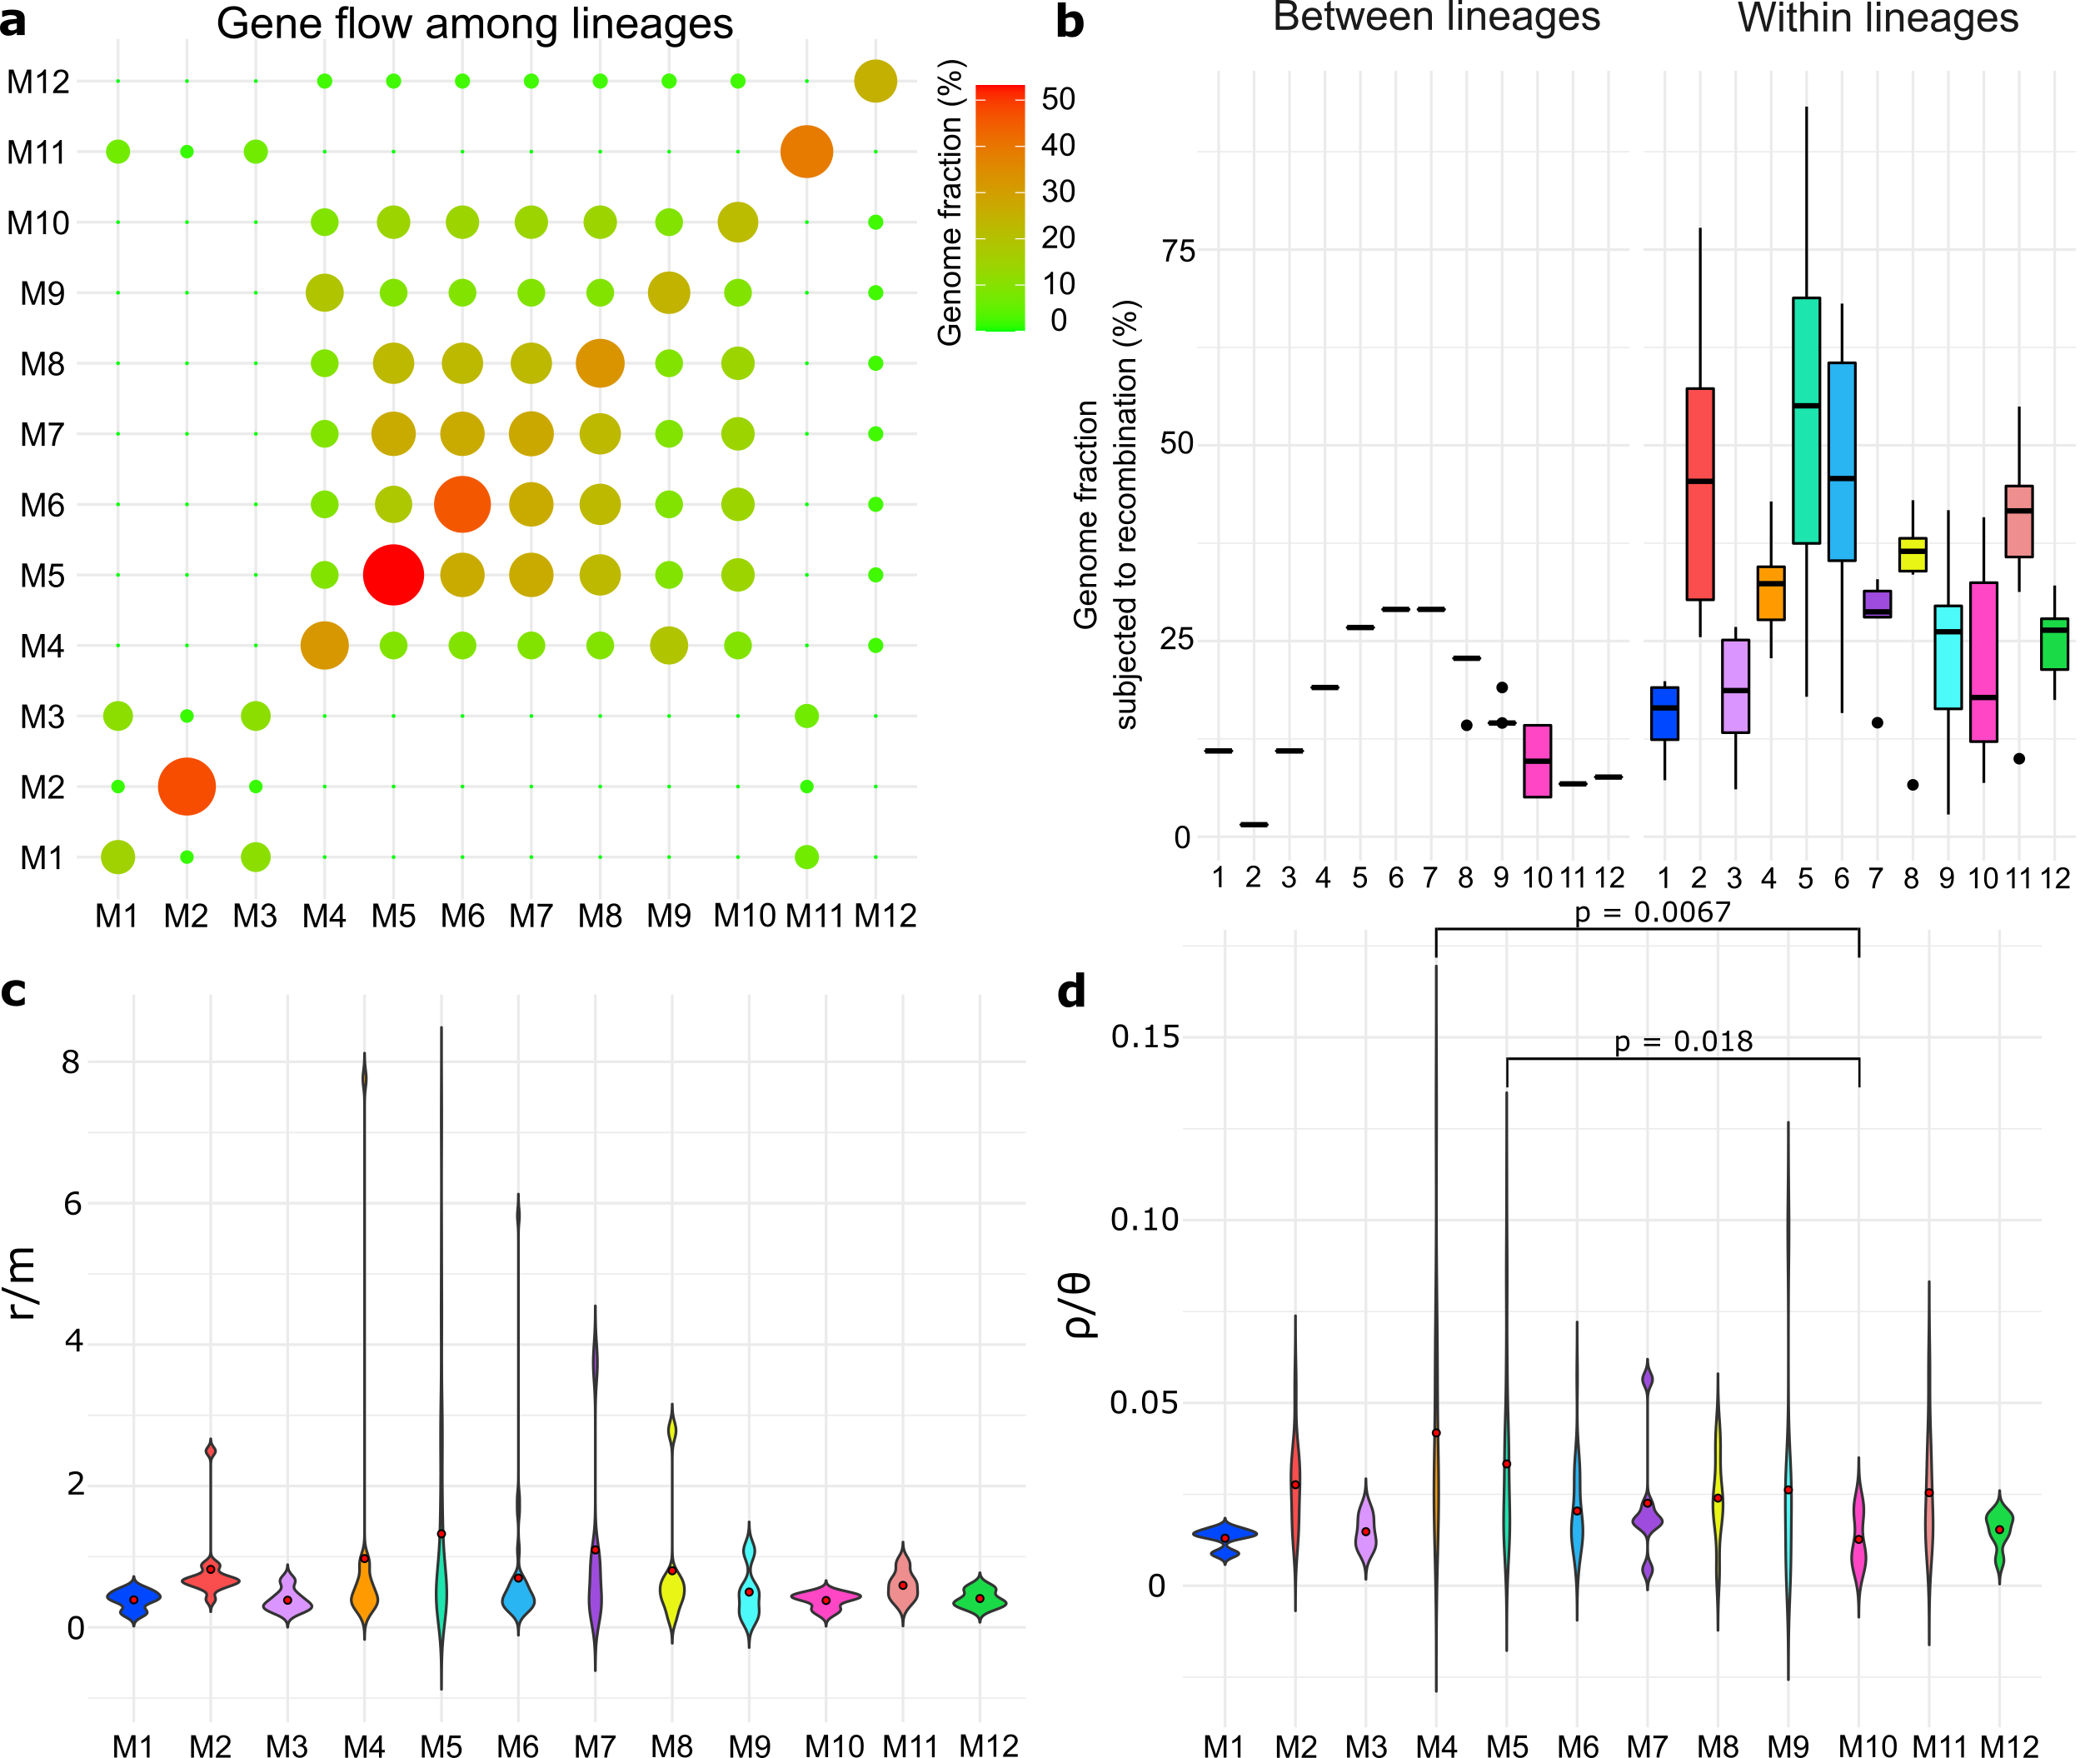 a
Gene flow among lineages
M12
M11
M10
M9
M8
M7
M6
M5
M4
M3
M2
M1
M1 M2 M3 M4 M5 M6 M7 M8 M9 M10 M11 M12
Genome fraction (%)
50
40
30
20
10
0
b
Between lineages
Within lineages
Genome fraction
subjected to recombination (%)
75
50
25
0
1 2 3 4 5 6 7 8 9 10 11 12
1 2 3 4 5 6 7 8 9 10 11 12
c
r/m
8
6
4
2
0
M1 M2 M3 M4 M5 M6 M7 M8 M9 M10 M11 M12
d
p = 0.0067
p = 0.018
ρ/θ
0.15
0.10
0.05
0
M1 M2 M3 M4 M5 M6 M7 M8 M9 M10 M11 M12